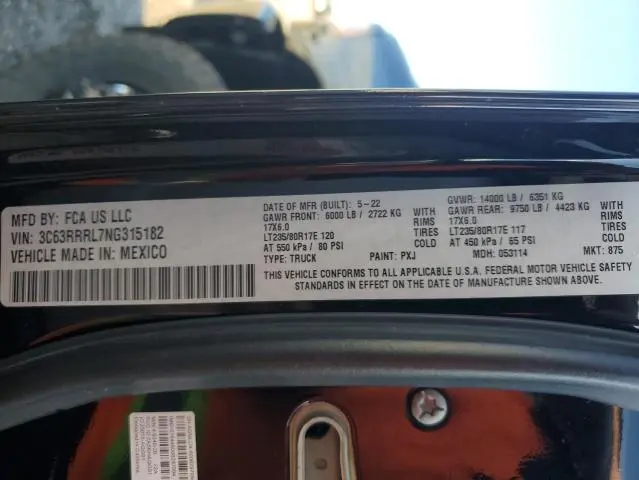 MFD BY: FCA US LLC
VIN: 3C63RRRL7NG315182
VEHICLE MADE IN: MEXICO
DATE OF MFR (BUILT): 5-22
GAWR FRONT: 6000 LB / 2722 KG WITH
17X6.0 RIMS
LT235/80R17E 120 TIRES
AT 550 kPa / 80 PSI COLD
TYPE: TRUCK PAINT: PXJ
GVWR: 14000 LB / 6351 KG
GAWR REAR: 9750 LB / 4423 KG WITH
17X6.0 RIMS
LT235/80R17E 117 TIRES
AT 450 kPa / 65 PSI COLD
MDH: 053114 MKT: 875
THIS VEHICLE CONFORMS TO ALL APPLICABLE U.S.A. FEDERAL MOTOR VEHICLE SAFETY
STANDARDS IN EFFECT ON THE DATE OF MANUFACTURE SHOWN ABOVE.